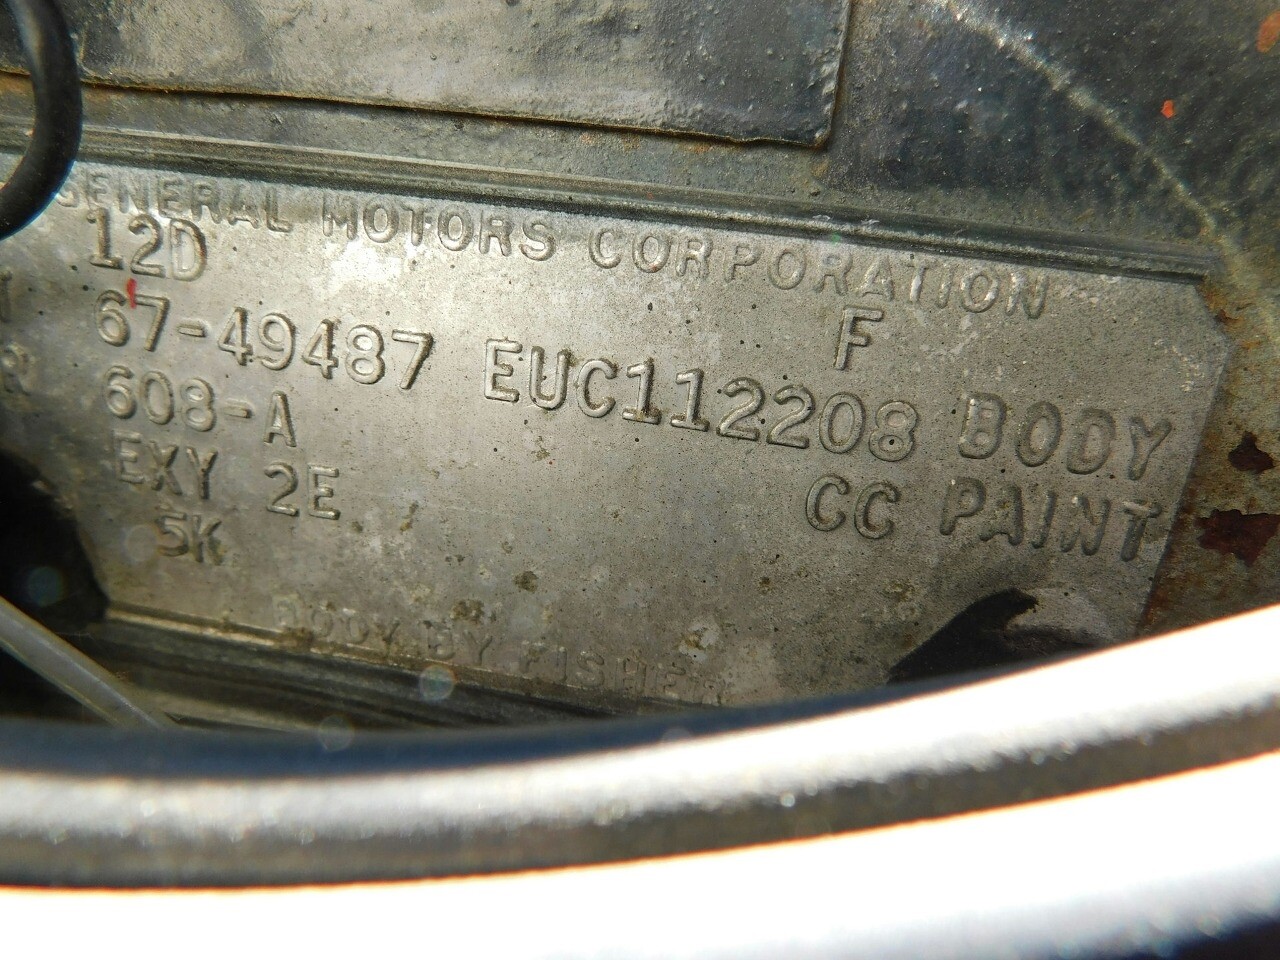 GENERAL MOTORS CORPORATION
12D F
67-49487 EUC112208 BODY
R 608-A CC PAINT
EXY 2E
5K
BODY BY FISHER